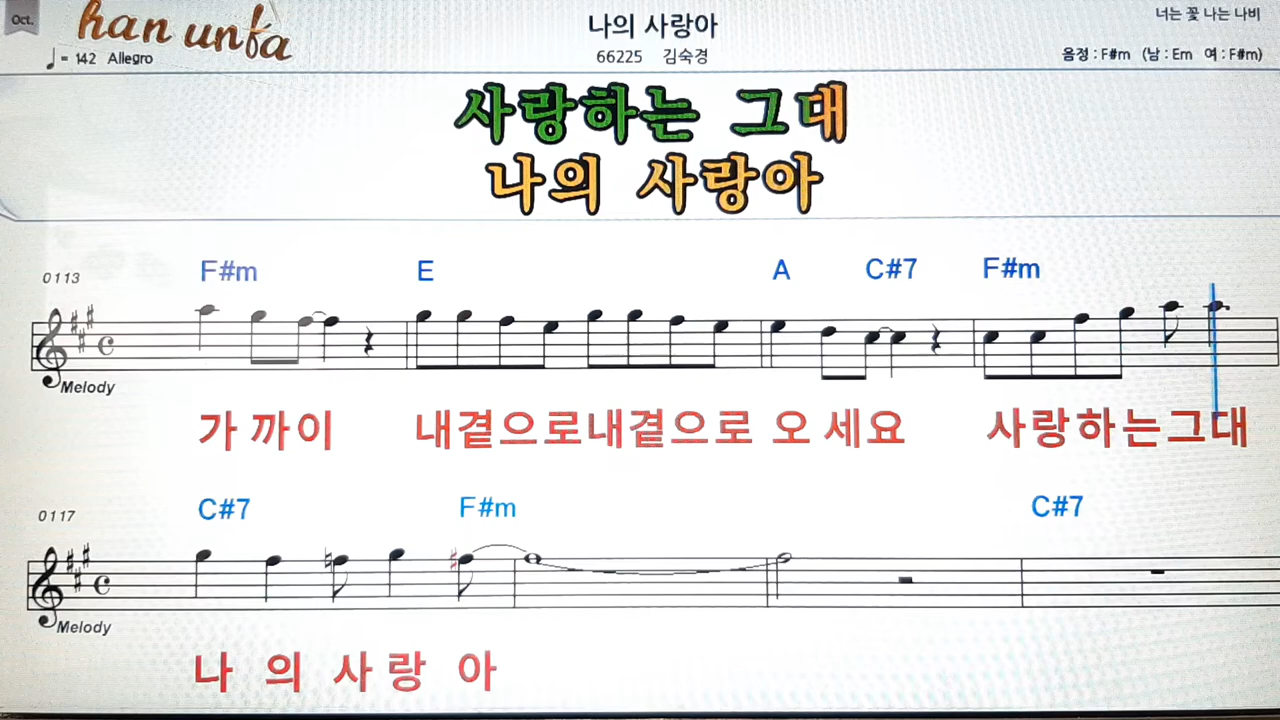 Oct.
han unfa
♩ = 142 Allegro
나의 사랑아
66225 김숙경
너는 꽃 나는 나비
음정 : F#m (남 : Em 여 : F#m)
사랑하는 그대
나의 사랑아
0113
F#m E A C#7 F#m
Melody
가 까이 내곁으로내곁으로 오 세요 사랑하는그대
0117
C#7 F#m C#7
Melody
나 의 사 랑 아